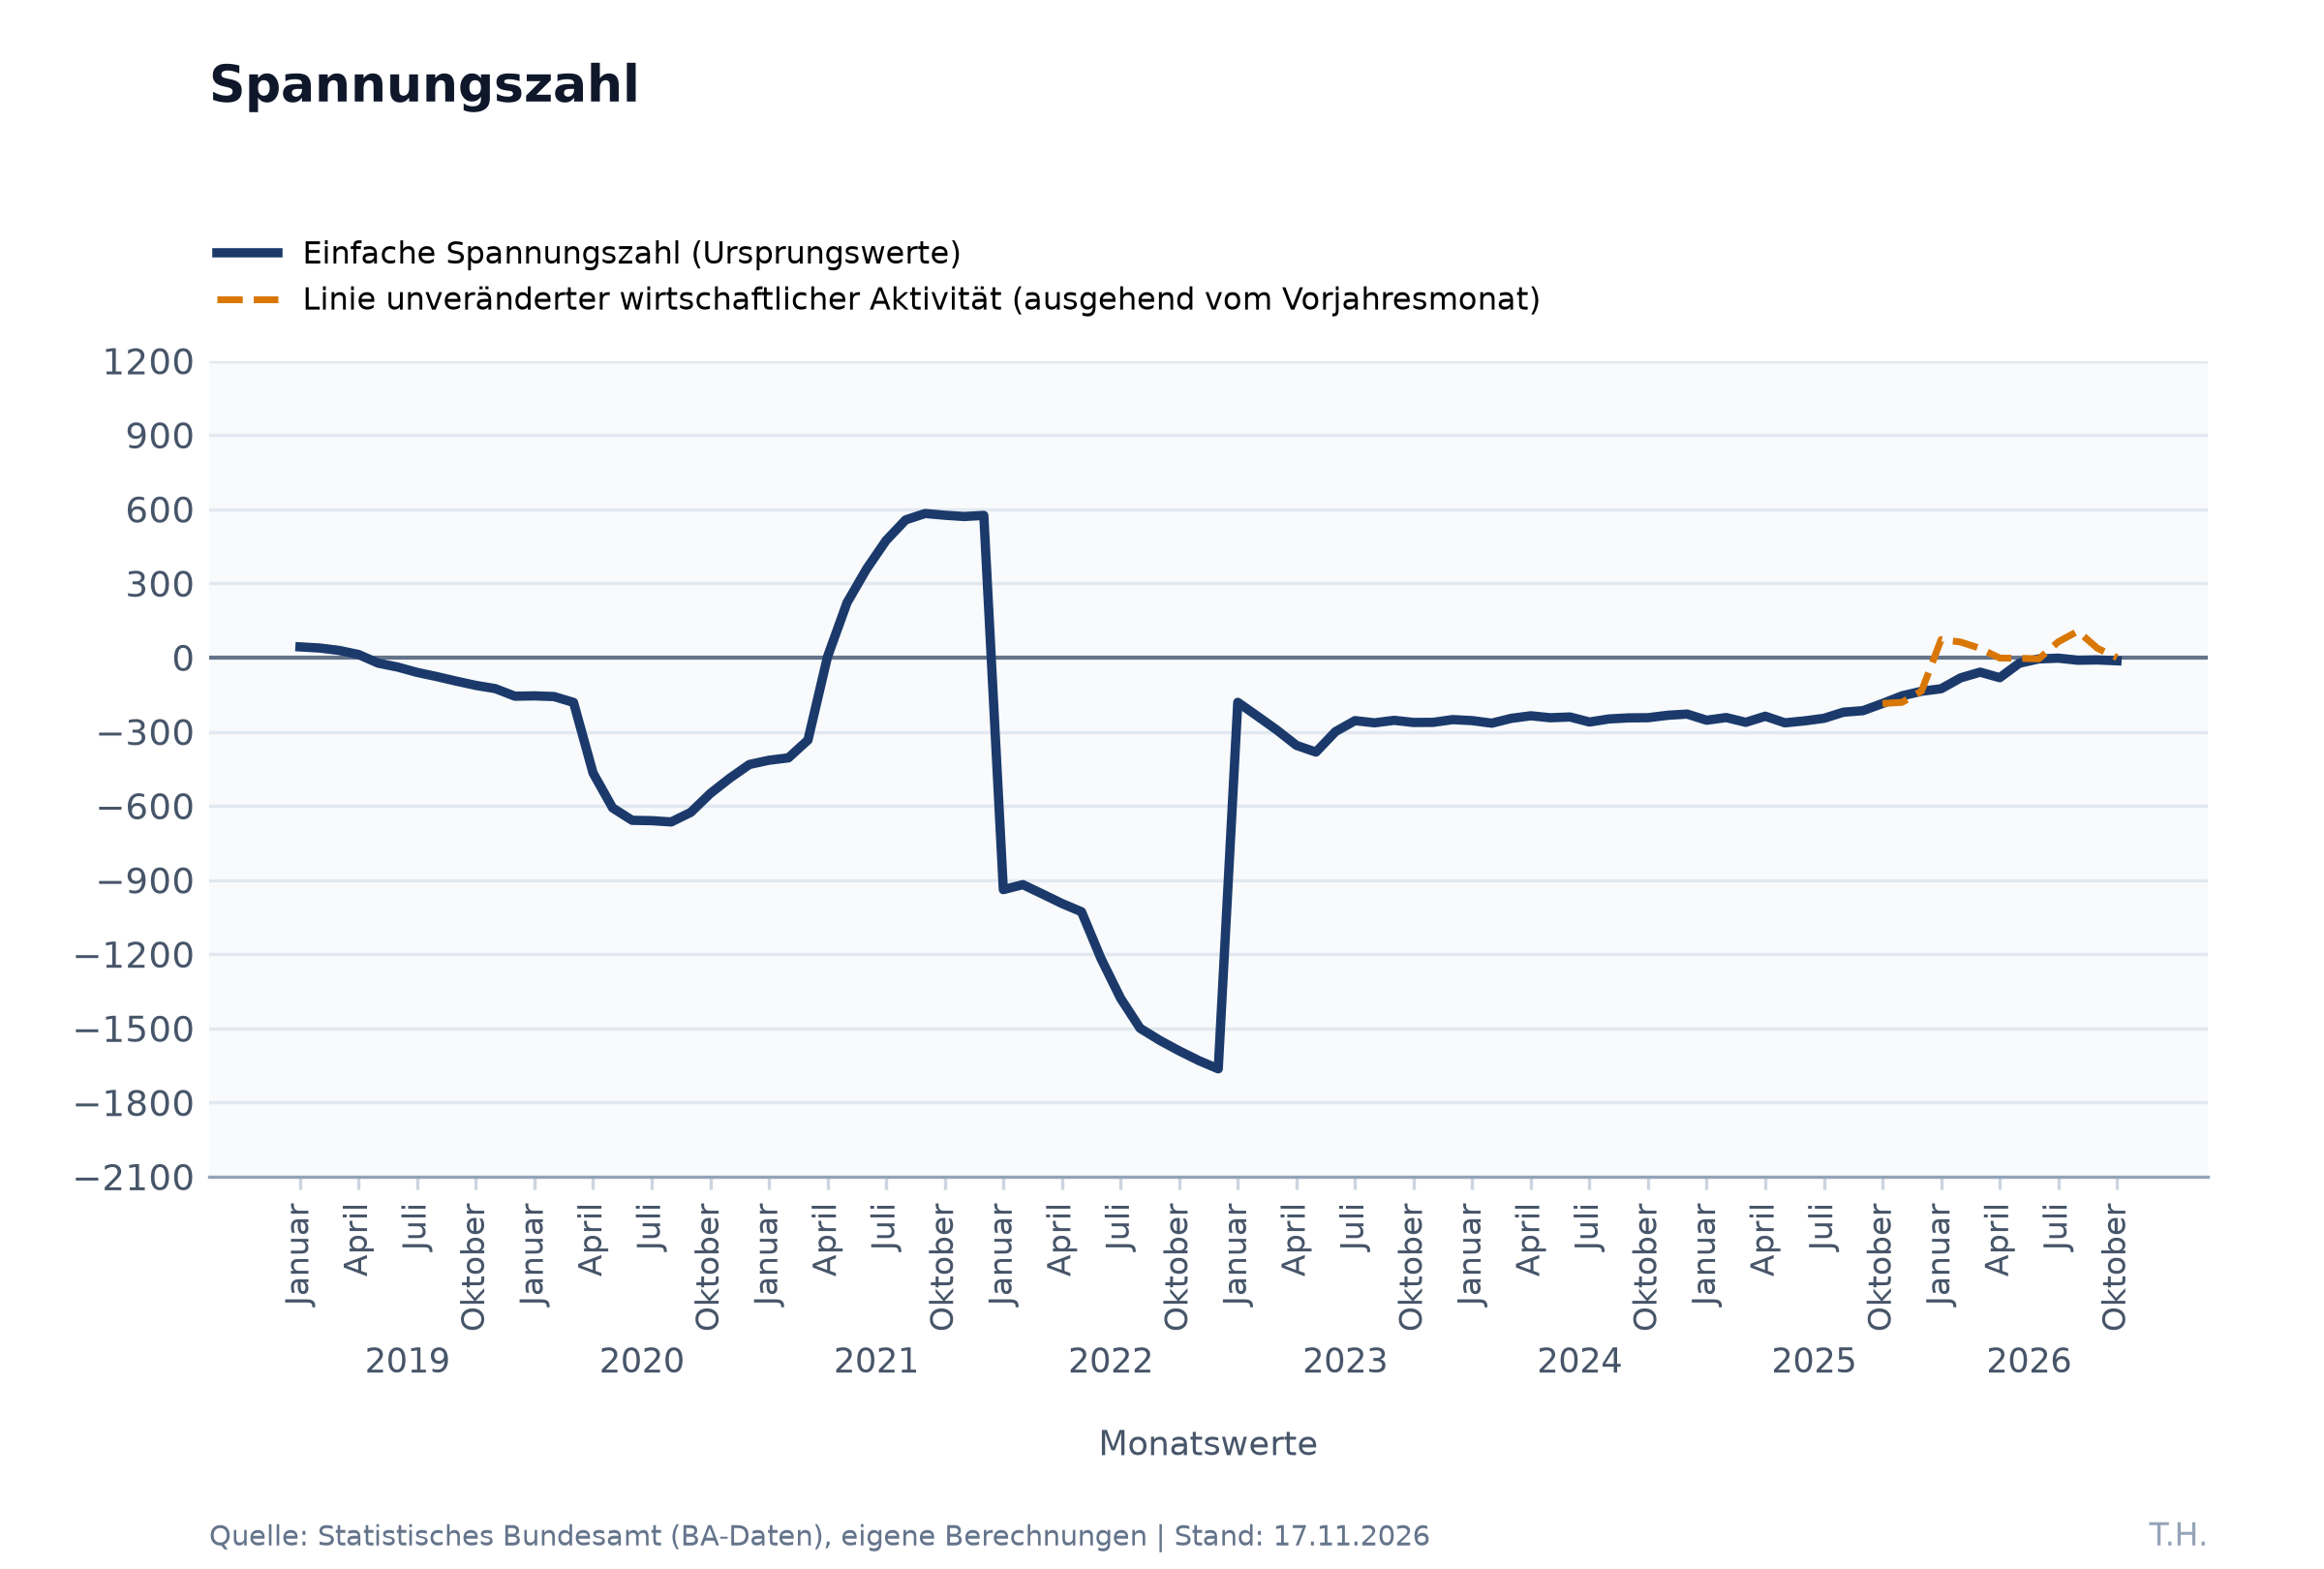 Spannungszahl
Einfache Spannungszahl (Ursprungswerte)
Linie unveränderter wirtschaftlicher Aktivität (ausgehend vom Vorjahresmonat)
1200
900
600
300
0
−300
−600
−900
−1200
−1500
−1800
−2100
Januar April Juli Oktober Januar April Juli Oktober Januar April Juli Oktober Januar April Juli Oktober Januar April Juli Oktober Januar April Juli Oktober Januar April Juli Oktober Januar April Juli Oktober
2019 2020 2021 2022 2023 2024 2025 2026
Monatswerte
Quelle: Statistisches Bundesamt (BA-Daten), eigene Berechnungen | Stand: 17.11.2026
T.H.